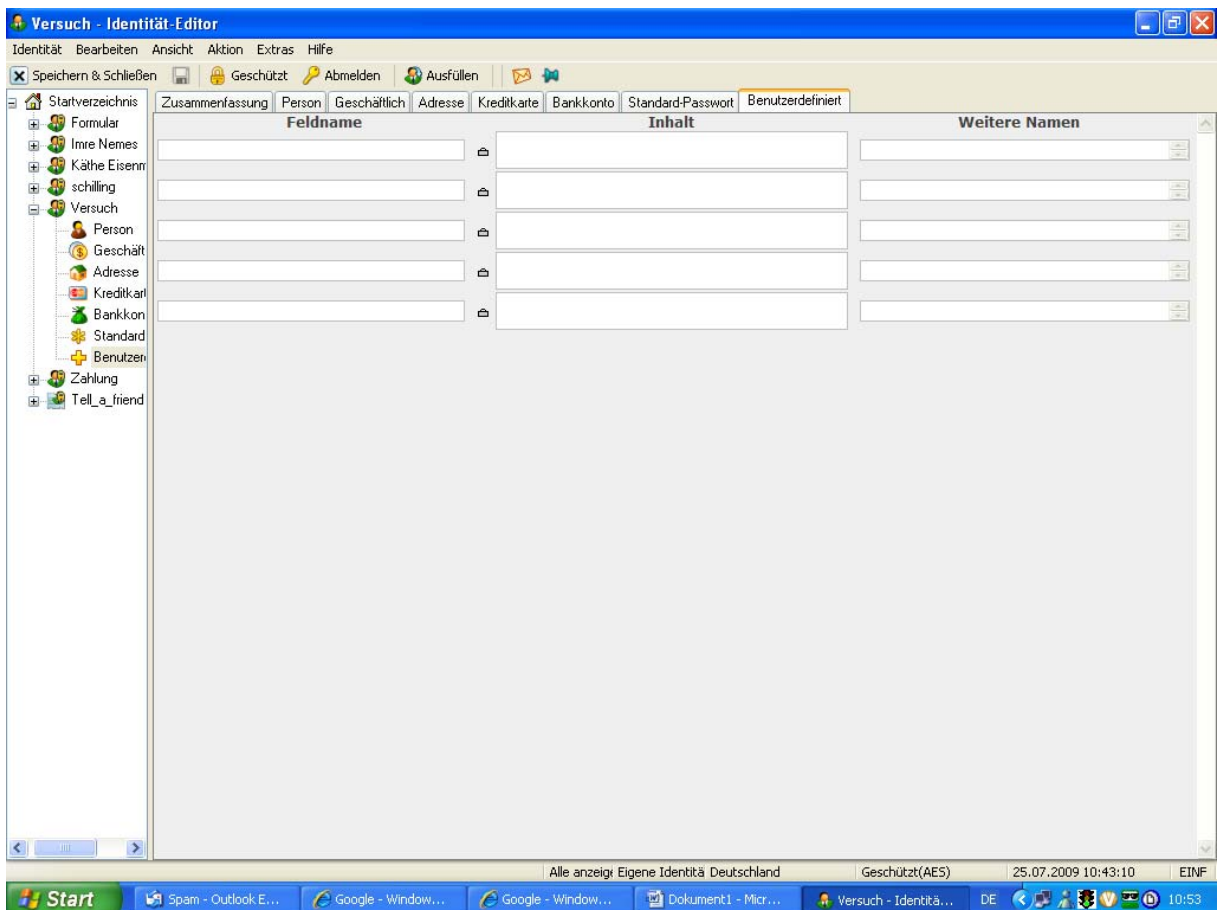 Versuch - Identität-Editor
Identität Bearbeiten Ansicht Aktion Extras Hilfe
Speichern & Schließen Geschützt Abmelden Ausfüllen
Startverzeichnis
Formular
Imre Nemes
Käthe Eisenm
schilling
Versuch
Person
Geschäft
Adresse
Kreditkart
Bankkon
Standard
Benutzer
Zahlung
Tell_a_friend
Zusammenfassung Person Geschäftlich Adresse Kreditkarte Bankkonto Standard-Passwort Benutzerdefiniert
Feldname Inhalt Weitere Namen
Alle anzeige Eigene Identitä Deutschland Geschützt(AES) 25.07.2009 10:43:10 EINF
Start Spam - Outlook E... Google - Window... Google - Window... Dokument1 - Micr... Versuch - Identitä... DE 10:53